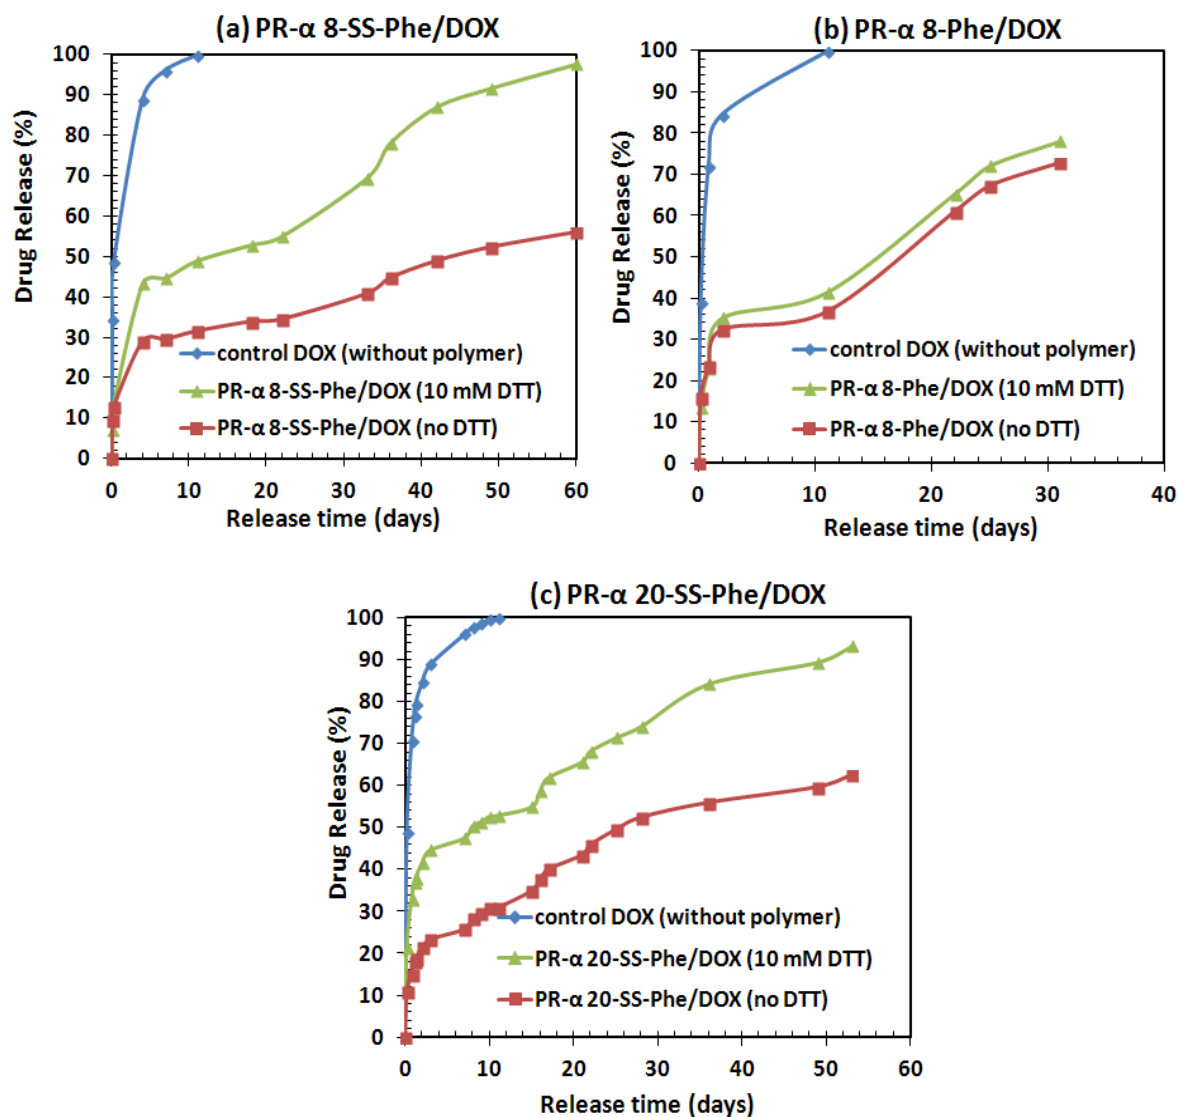 (a) PR-α 8-SS-Phe/DOX
Drug Release (%)
100
90
80
70
60
50
40
30
20
10
0
control DOX (without polymer)
PR-α 8-SS-Phe/DOX (10 mM DTT)
PR-α 8-SS-Phe/DOX (no DTT)
0 10 20 30 40 50 60
Release time (days)
(b) PR-α 8-Phe/DOX
Drug Release (%)
100
90
80
70
60
50
40
30
20
10
0
control DOX (without polymer)
PR-α 8-Phe/DOX (10 mM DTT)
PR-α 8-Phe/DOX (no DTT)
0 10 20 30 40
Release time (days)
(c) PR-α 20-SS-Phe/DOX
Drug Release (%)
100
90
80
70
60
50
40
30
20
10
0
control DOX (without polymer)
PR-α 20-SS-Phe/DOX (10 mM DTT)
PR-α 20-SS-Phe/DOX (no DTT)
0 10 20 30 40 50 60
Release time (days)